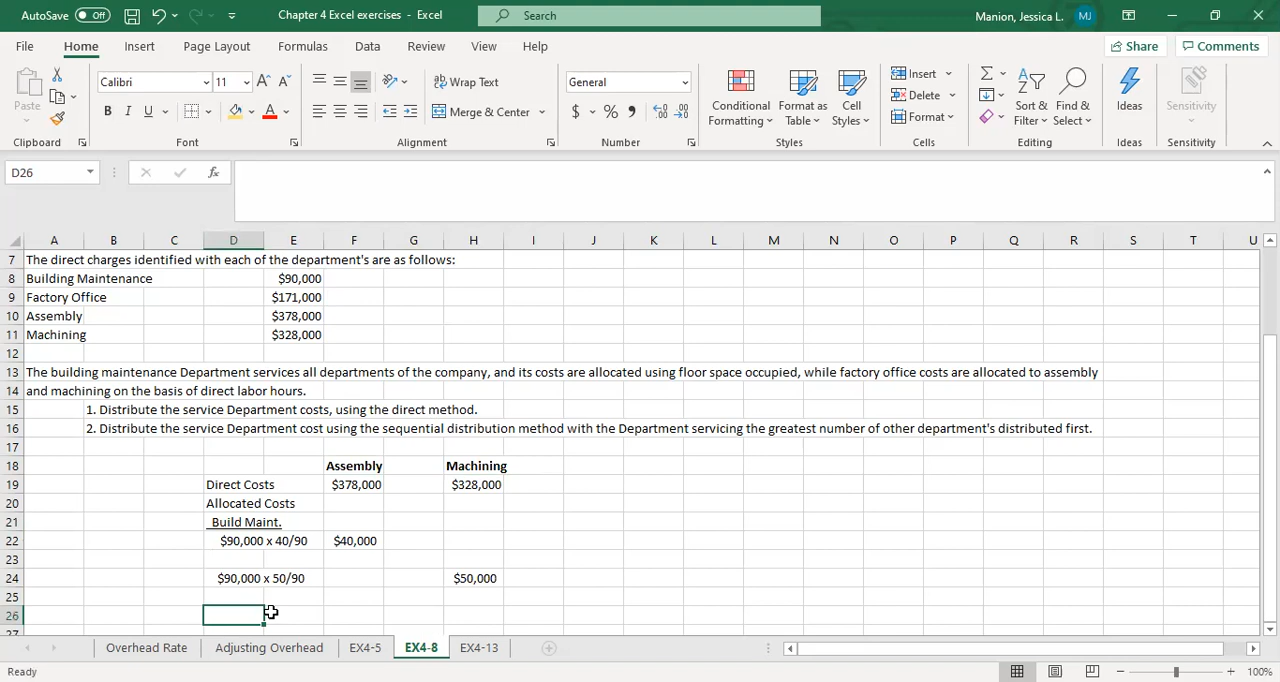 AutoSave Off Chapter 4 Excel exercises - Excel Search Manion, Jessica L. MJ
File Home Insert Page Layout Formulas Data Review View Help Share Comments
Paste Calibri 11 Wrap Text General Conditional Formatting Format as Table Cell Styles Insert Sort & Filter Find & Select Ideas Sensitivity
B I U Merge & Center $ % Delete
Format
Clipboard Font Alignment Number Styles Cells Editing Ideas Sensitivity
D26 fx
A B C D E F G H I J K L M N O P Q R S T U
7 The direct charges identified with each of the department's are as follows:
8 Building Maintenance $90,000
9 Factory Office $171,000
10 Assembly $378,000
11 Machining $328,000
12
13 The building maintenance Department services all departments of the company, and its costs are allocated using floor space occupied, while factory office costs are allocated to assembly
14 and machining on the basis of direct labor hours.
15 1. Distribute the service Department costs, using the direct method.
16 2. Distribute the service Department cost using the sequential distribution method with the Department servicing the greatest number of other department's distributed first.
17
18 Assembly Machining
19 Direct Costs $378,000 $328,000
20 Allocated Costs
21 Build Maint.
22 $90,000 x 40/90 $40,000
23
24 $90,000 x 50/90 $50,000
25
26
27
Overhead Rate Adjusting Overhead EX4-5 EX4-8 EX4-13
Ready 100%